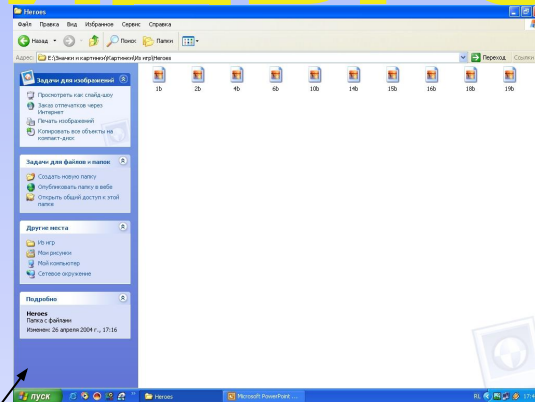 Heroes
Файл Правка Вид Избранное Сервис Справка
Назад Поиск Папки
Адрес: E:\Значки и картинки\Картинки\Из игр\Heroes Переход Ссылки
Задачи для изображений
Просмотреть как слайд-шоу
Заказ отпечатков через
Интернет
Печать изображений
Копировать все объекты на
компакт-диск
Задачи для файлов и папок
Создать новую папку
Опубликовать папку в вебе
Открыть общий доступ к этой
папке
Другие места
Из игр
Мои рисунки
Мой компьютер
Сетевое окружение
Подробно
Heroes
Папка с файлами
Изменен: 26 апреля 2004 г., 17:16
1b 2b 4b 6b 10b 14b 15b 16b 18b 19b
пуск Heroes Microsoft PowerPoint ... RL